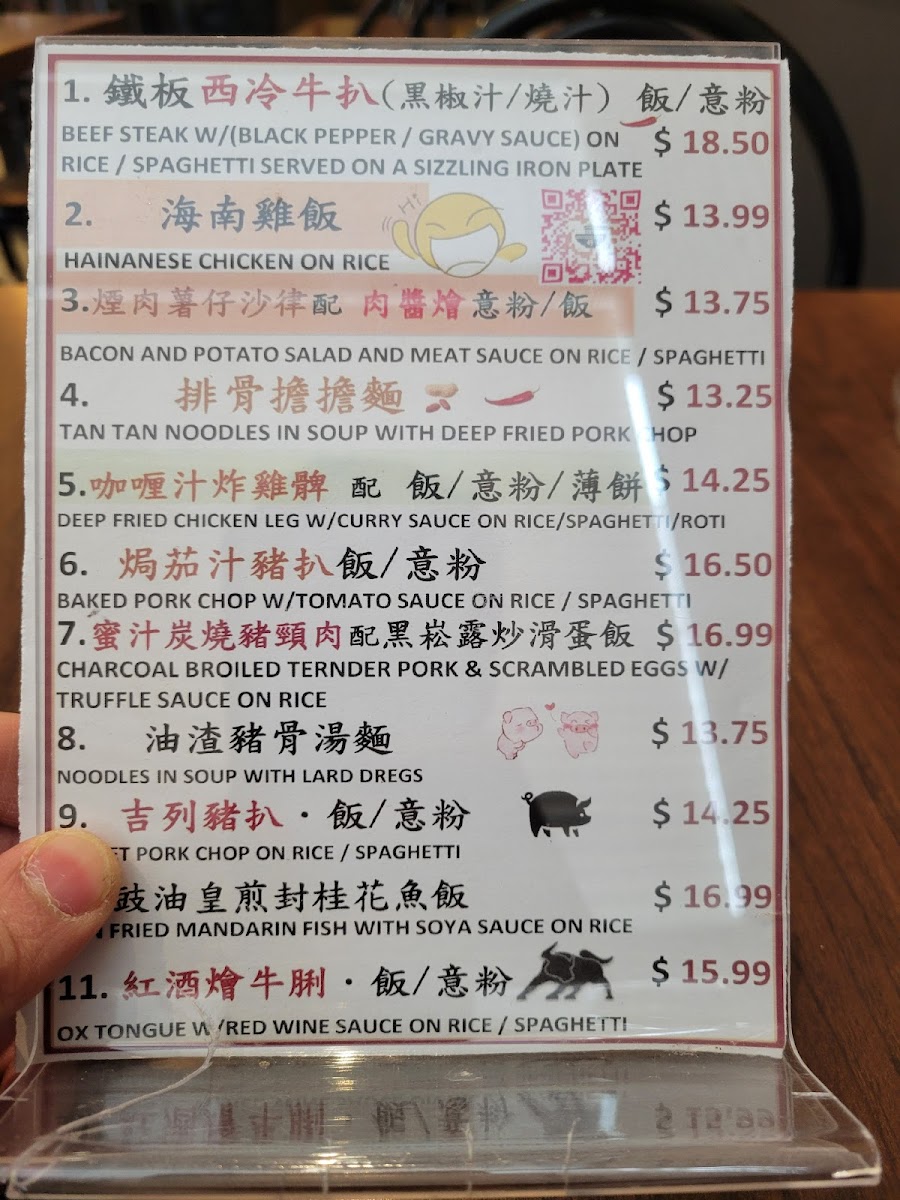 1. 鐵板西冷牛扒(黑椒汁/燒汁) 飯/意粉
BEEF STEAK W/(BLACK PEPPER / GRAVY SAUCE) ON $ 18.50
RICE / SPAGHETTI SERVED ON A SIZZLING IRON PLATE
2. 海南雞飯 Hi $ 13.99
HAINANESE CHICKEN ON RICE
3.煙肉薯仔沙律配 肉醬燴意粉/飯 $ 13.75
BACON AND POTATO SALAD AND MEAT SAUCE ON RICE / SPAGHETTI
4. 排骨擔擔麵 $ 13.25
TAN TAN NOODLES IN SOUP WITH DEEP FRIED PORK CHOP
5.咖喱汁炸雞髀 配 飯/意粉/薄餅 $ 14.25
DEEP FRIED CHICKEN LEG W/CURRY SAUCE ON RICE/SPAGHETTI/ROTI
6. 焗茄汁豬扒飯/意粉 $ 16.50
BAKED PORK CHOP W/TOMATO SAUCE ON RICE / SPAGHETTI
7.蜜汁炭燒豬頸肉配黑崧露炒滑蛋飯 $ 16.99
CHARCOAL BROILED TERNDER PORK & SCRAMBLED EGGS W/
TRUFFLE SAUCE ON RICE
8. 油渣豬骨湯麵 $ 13.75
NOODLES IN SOUP WITH LARD DREGS
9. 吉列豬扒・飯/意粉 $ 14.25
PORK CHOP ON RICE / SPAGHETTI
豉油皇煎封桂花魚飯 $ 16.99
FRIED MANDARIN FISH WITH SOYA SAUCE ON RICE
11. 紅酒燴牛脷・飯/意粉 $ 15.99
OX TONGUE W/RED WINE SAUCE ON RICE / SPAGHETTI